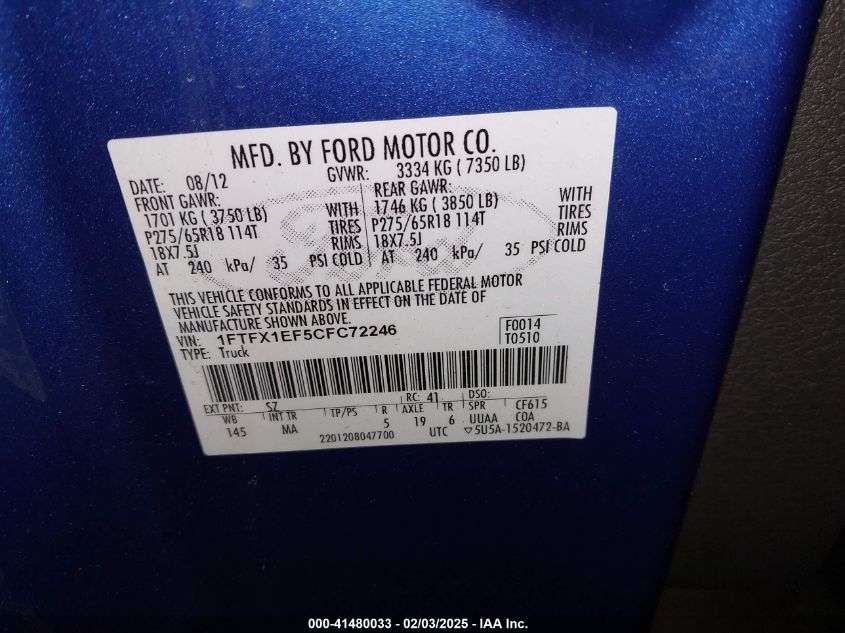 MFD. BY FORD MOTOR CO.
DATE: 08/12 GVWR: 3334 KG ( 7350 LB)
FRONT GAWR: REAR GAWR:
1701 KG ( 3750 LB) WITH 1746 KG ( 3850 LB) WITH
P275/65R18 114T TIRES P275/65R18 114T TIRES
18X7.5J RIMS 18X7.5J RIMS
AT 240 kPa/ 35 PSI COLD AT 240 kPa/ 35 PSI COLD
THIS VEHICLE CONFORMS TO ALL APPLICABLE FEDERAL MOTOR
VEHICLE SAFETY STANDARDS IN EFFECT ON THE DATE OF
MANUFACTURE SHOWN ABOVE.
VIN: 1FTFX1EF5CFC72246 F0014
TYPE: Truck T0510
EXT PNT: SZ RC: 41 DSO:
WB INT TR TP/PS R AXLE TR SPR CF615
145 MA 5 19 6 UUAA COA
2201208047700 UTC ▽5U5A-1520472-BA
000-41480033 - 02/03/2025 - IAA Inc.